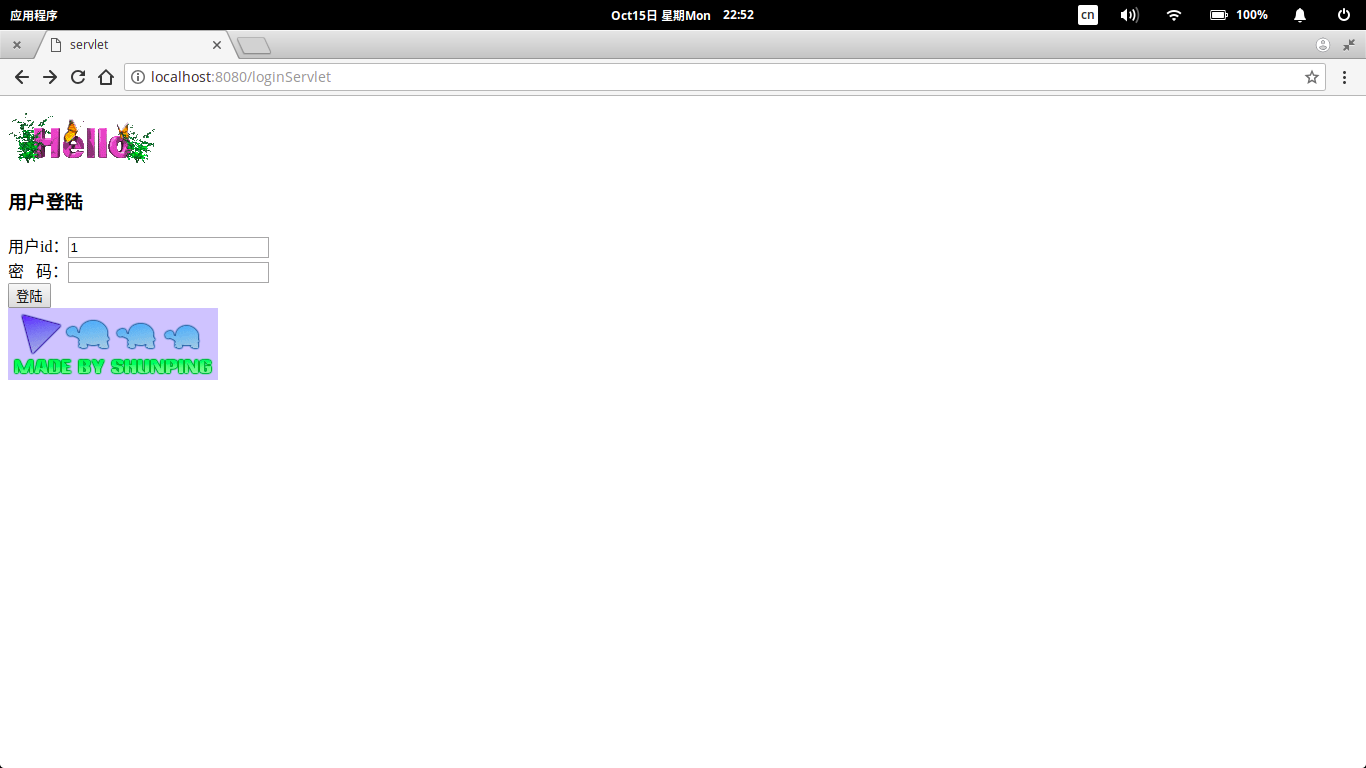 应用程序 Oct15日 星期Mon 22:52 cn 100%
servlet
localhost:8080/loginServlet
Hello
用户登陆
用户id：1
密 码：
登陆
MADE BY SHUNPING